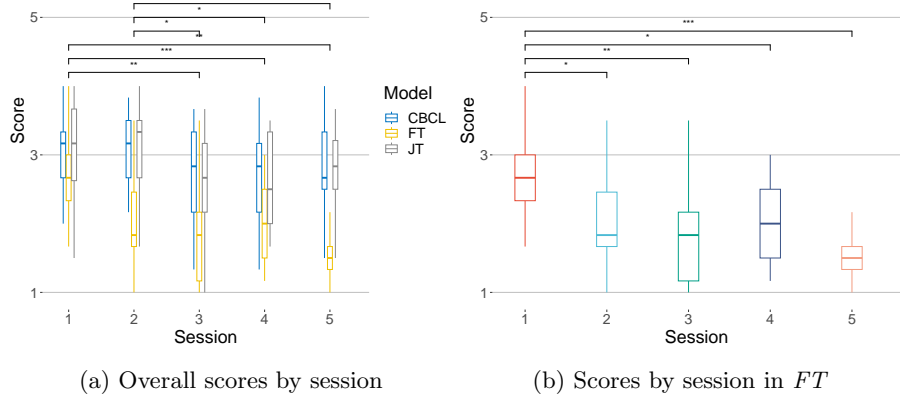 5
3
1
Score
*
*
**
***
**
1
2
3
4
5
Session
Model
CBCL
FT
JT
(a) Overall scores by session
5
3
1
Score
***
*
**
*
1
2
3
4
5
Session
(b) Scores by session in FT